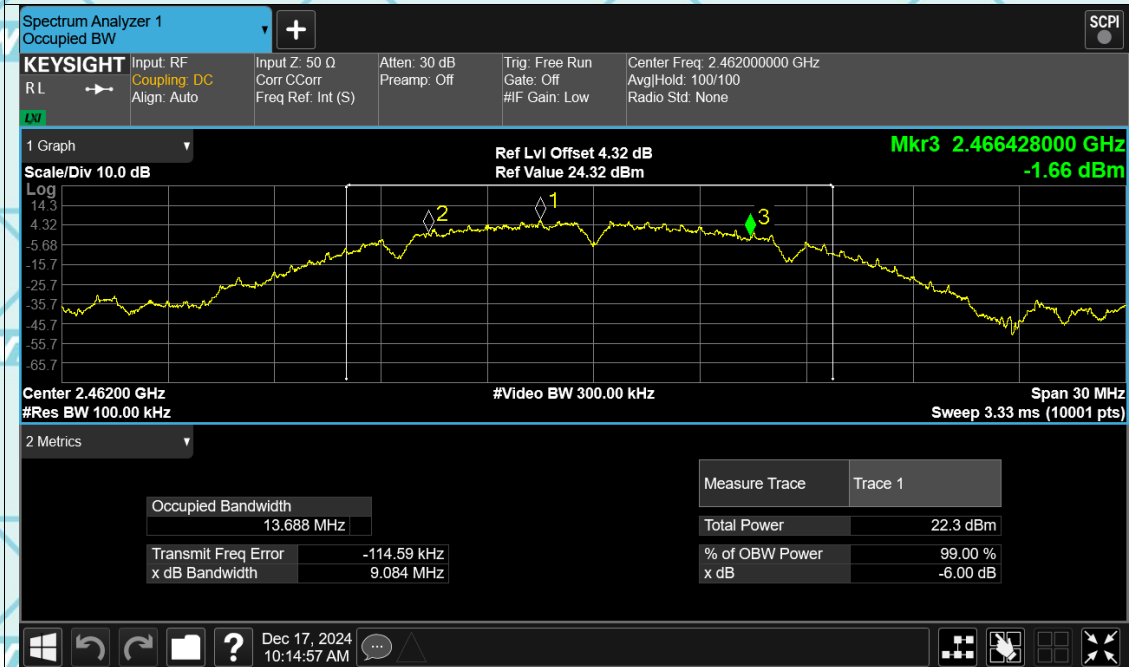 Spectrum Analyzer 1
Occupied BW
+
SCPI
KEYSIGHT
RL
LXI
Input: RF
Coupling: DC
Align: Auto
Input Z: 50 Ω
Corr CCorr
Freq Ref: Int (S)
Atten: 30 dB
Preamp: Off
Trig: Free Run
Gate: Off
#IF Gain: Low
Center Freq: 2.462000000 GHz
Avg|Hold: 100/100
Radio Std: None
1 Graph
Scale/Div 10.0 dB
Ref Lvl Offset 4.32 dB
Ref Value 24.32 dBm
Mkr3 2.466428000 GHz
-1.66 dBm
Log
14.3
4.32
-5.68
-15.7
-25.7
-35.7
-45.7
-55.7
-65.7
2
1
3
Center 2.46200 GHz
#Res BW 100.00 kHz
#Video BW 300.00 kHz
Span 30 MHz
Sweep 3.33 ms (10001 pts)
2 Metrics
Occupied Bandwidth
13.688 MHz
Transmit Freq Error -114.59 kHz
x dB Bandwidth 9.084 MHz
Measure Trace Trace 1
Total Power 22.3 dBm
% of OBW Power 99.00 %
x dB -6.00 dB
?
Dec 17, 2024
10:14:57 AM